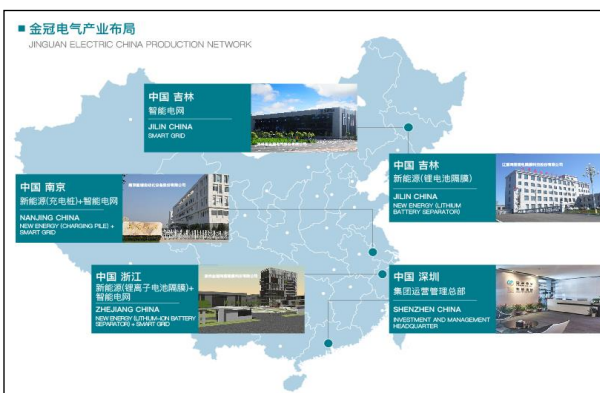 金冠电气产业布局
JINGUAN ELECTRIC CHINA PRODUCTION NETWORK
中国 吉林
智能电网
JILIN CHINA
SMART GRID
中国 吉林
新能源(锂电池隔膜)
JILIN CHINA
NEW ENERGY (LITHIUM
BATTERY SEPARATOR)
中国 南京
新能源(充电桩)+智能电网
NANJING CHINA
NEW ENERGY (CHARGING PILE) +
SMART GRID
中国 浙江
新能源(锂离子电池隔膜)+
智能电网
ZHEJIANG CHINA
NEW ENERGY (LITHIUM-ION BATTERY
SEPARATOR) + SMART GRID
中国 深圳
集团运营管理总部
SHENZHEN CHINA
INVESTMENT AND MANAGEMENT
HEADQUARTER